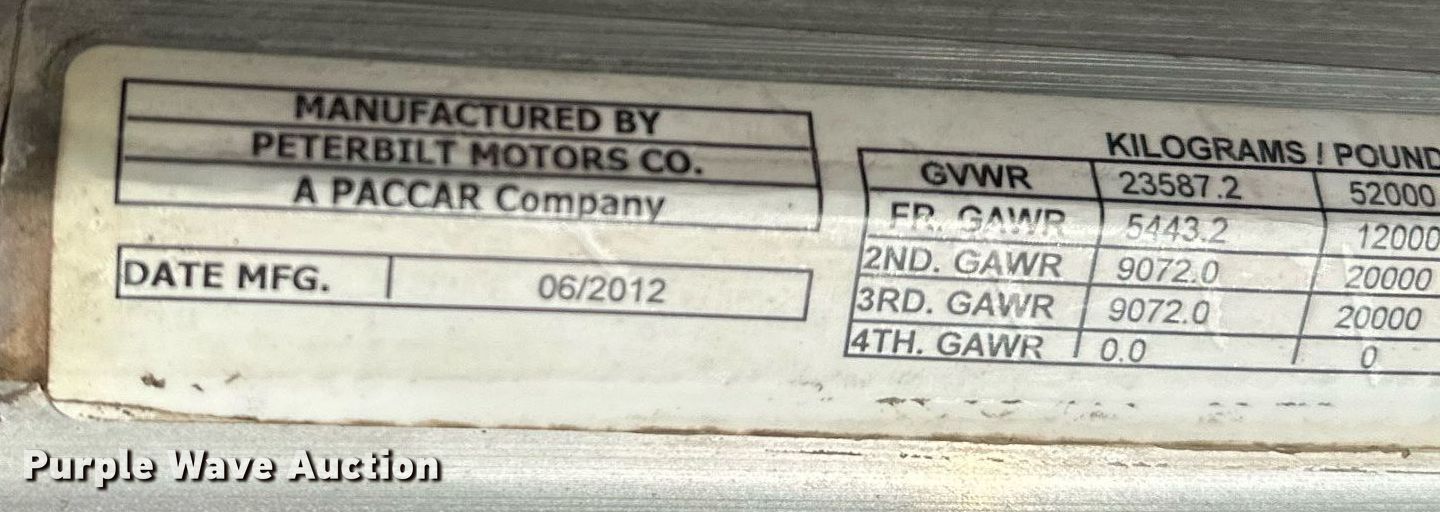 MANUFACTURED BY
PETERBILT MOTORS CO.
A PACCAR Company
DATE MFG. 06/2012
KILOGRAMS / POUND
GVWR 23587.2 52000
FR. GAWR 5443.2 12000
2ND. GAWR 9072.0 20000
3RD. GAWR 9072.0 20000
4TH. GAWR 0.0 0
Purple Wave Auction